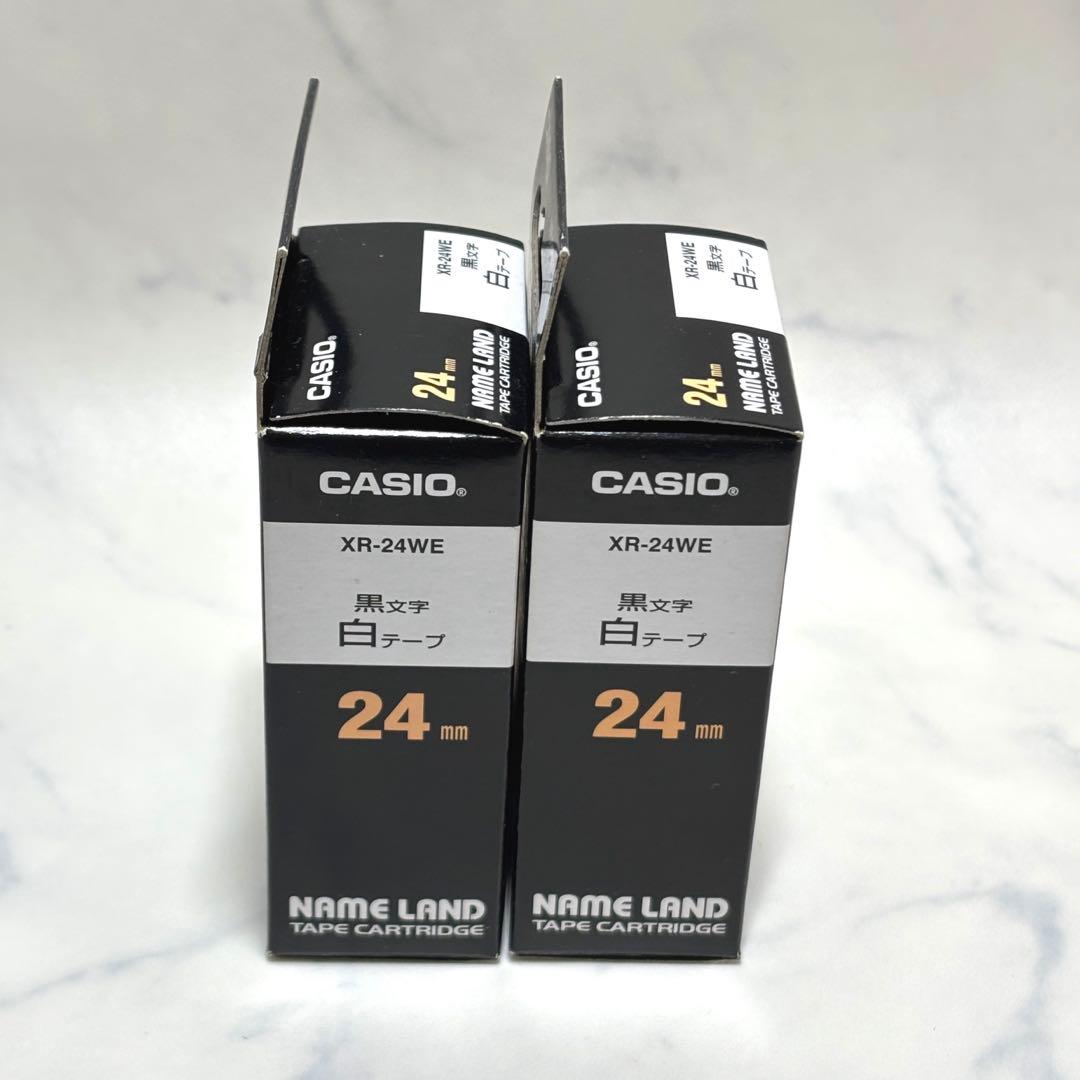 XR-24WE
黒文字
白テープ
CASIO®
24mm
NAME LAND
TAPE CARTRIDGE
XR-24WE
黒文字
白テープ
CASIO®
24mm
NAME LAND
TAPE CARTRIDGE
CASIO®
XR-24WE
黒文字
白テープ
24mm
NAME LAND
TAPE CARTRIDGE
CASIO®
XR-24WE
黒文字
白テープ
24mm
NAME LAND
TAPE CARTRIDGE